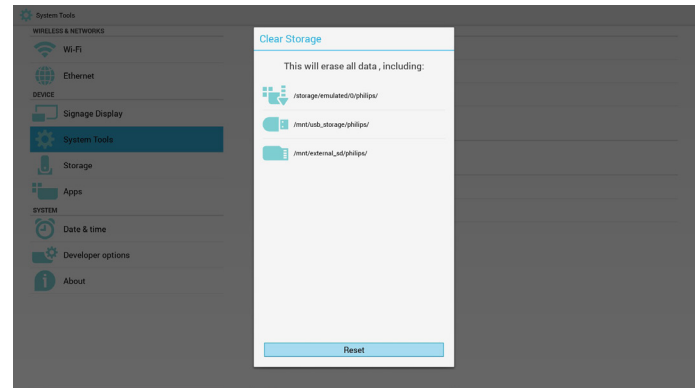 System Tools
WIRELESS & NETWORKS
Wi-Fi
Ethernet
DEVICE
Signage Display
System Tools
Storage
Apps
SYSTEM
Date & time
Developer options
About
Clear Storage
This will erase all data , including:
/storage/emulated/0/philips/
/mnt/usb_storage/philips/
/mnt/external_sd/philips/
Reset